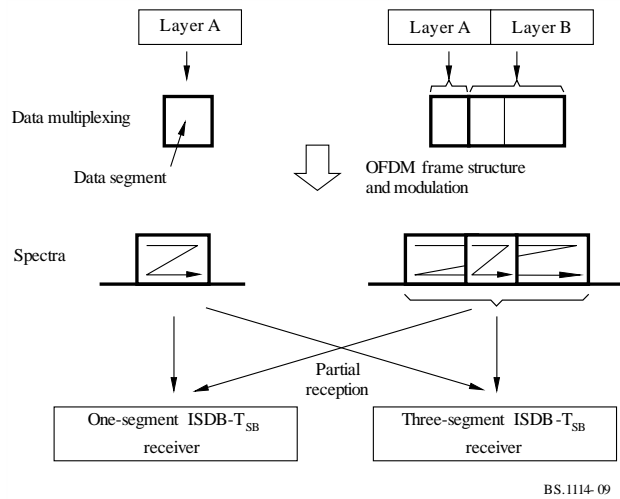 Layer A
Layer A
Layer B
Data multiplexing
Data segment
OFDM frame structure
and modulation
Spectra
Partial
reception
One-segment ISDB-TSB
receiver
Three-segment ISDB-TSB
receiver
BS.1114-09